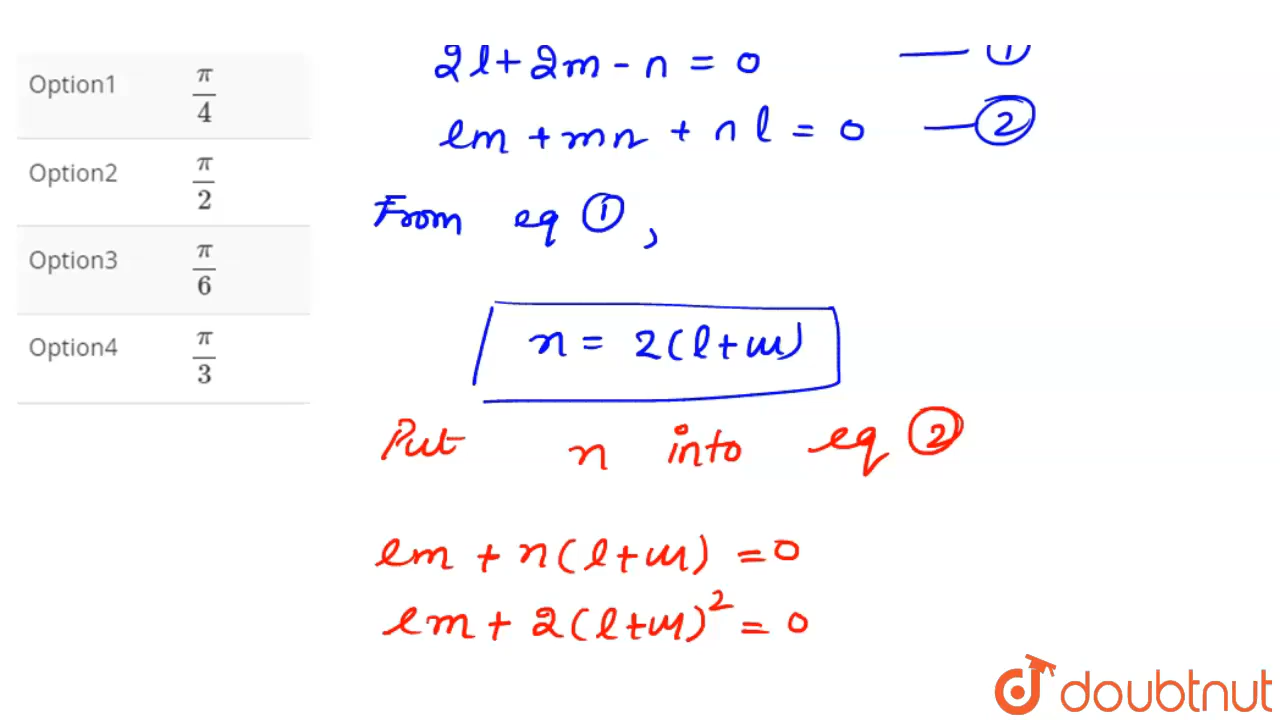 Option1 π/4
Option2 π/2
Option3 π/6
Option4 π/3
2l + 2m - n = 0 — ①
lm + mn + nl = 0 — ②
From eq ①,
n = 2(l+m)
Put n into eq ②
lm + n(l+m) = 0
lm + 2(l+m)² = 0
doubtnut